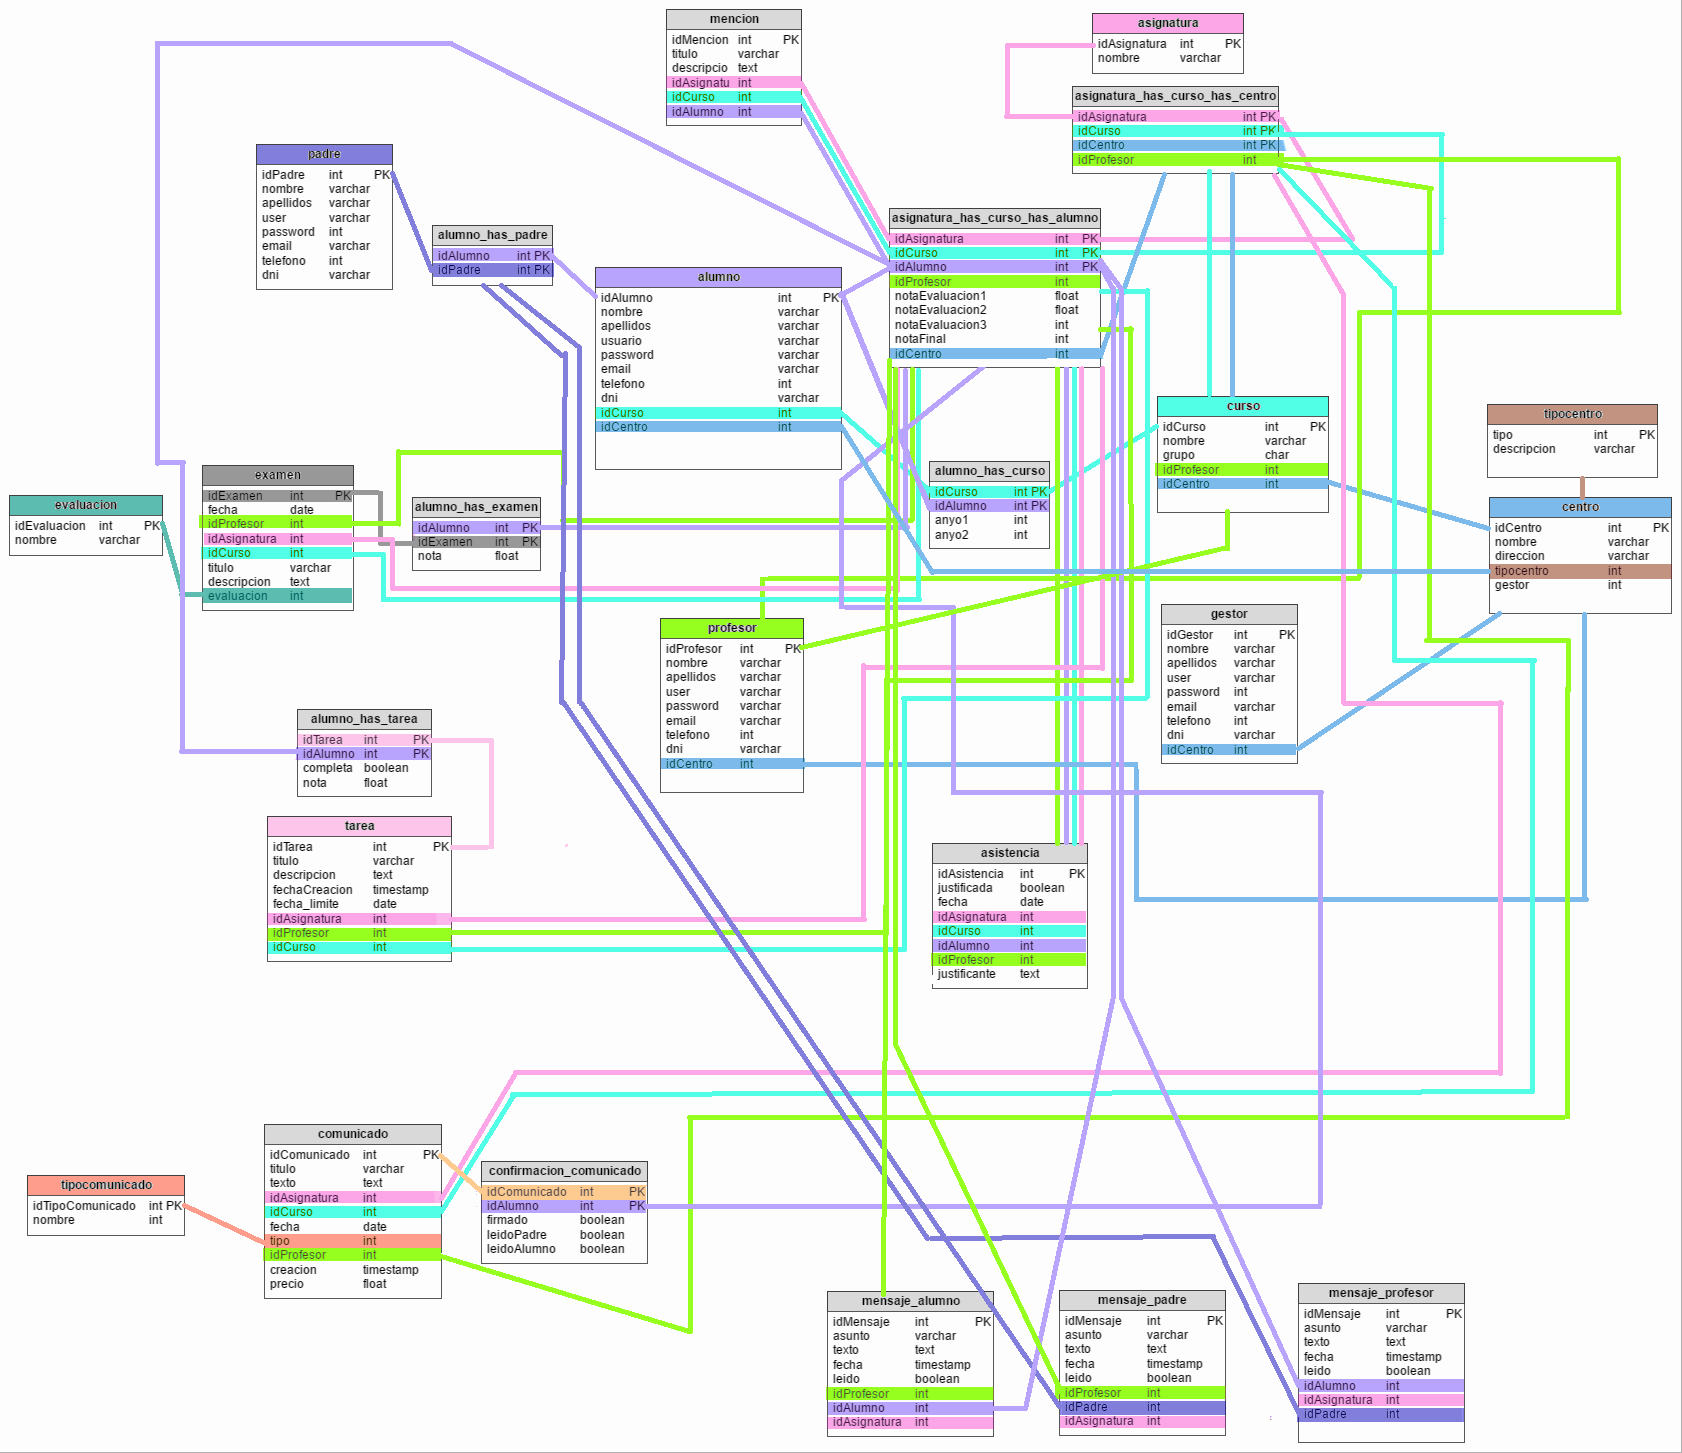 mencion
idMencion int PK
titulo varchar
descripcio text
idAsignatu int
idCurso int
idAlumno int
asignatura
idAsignatura int PK
nombre varchar
asignatura_has_curso_has_centro
idAsignatura int PK
idCurso int PK
idCentro int PK
idProfesor int
padre
idPadre int PK
nombre varchar
apellidos varchar
user varchar
password int
email varchar
telefono int
dni varchar
alumno_has_padre
idAlumno int PK
idPadre int PK
asignatura_has_curso_has_alumno
idAsignatura int PK
idCurso int PK
idAlumno int PK
idProfesor int
notaEvaluacion1 float
notaEvaluacion2 float
notaEvaluacion3 int
notaFinal int
idCentro int
alumno
idAlumno int PK
nombre varchar
apellidos varchar
usuario varchar
password varchar
email varchar
telefono int
dni varchar
idCurso int
idCentro int
curso
idCurso int PK
nombre varchar
grupo char
idProfesor int
idCentro int
tipocentro
tipo int PK
descripcion varchar
examen
idExamen int PK
fecha date
idProfesor int
idAsignatura int
idCurso int
titulo varchar
descripcion text
evaluacion int
evaluacion
idEvaluacion int PK
nombre varchar
alumno_has_examen
idAlumno int PK
idExamen int PK
nota float
alumno_has_curso
idCurso int PK
idAlumno int PK
anyo1 int
anyo2 int
centro
idCentro int PK
nombre varchar
direccion varchar
tipocentro int
gestor int
profesor
idProfesor int PK
nombre varchar
apellidos varchar
user varchar
password varchar
email varchar
telefono int
dni varchar
idCentro int
gestor
idGestor int PK
nombre varchar
apellidos varchar
user varchar
password int
email varchar
telefono int
dni varchar
idCentro int
alumno_has_tarea
idTarea int PK
idAlumno int PK
completa boolean
nota float
tarea
idTarea int PK
titulo varchar
descripcion text
fechaCreacion timestamp
fecha_limite date
idAsignatura int
idProfesor int
idCurso int
asistencia
idAsistencia int PK
justificada boolean
fecha date
idAsignatura int
idCurso int
idAlumno int
idProfesor int
justificante text
comunicado
idComunicado int PK
titulo varchar
texto text
idAsignatura int
idCurso int
fecha date
tipo int
idProfesor int
creacion timestamp
precio float
tipocomunicado
idTipoComunicado int PK
nombre int
confirmacion_comunicado
idComunicado int PK
idAlumno int PK
firmado boolean
leidoPadre boolean
leidoAlumno boolean
mensaje_alumno
idMensaje int PK
asunto varchar
texto text
fecha timestamp
leido boolean
idProfesor int
idAlumno int
idAsignatura int
mensaje_padre
idMensaje int PK
asunto varchar
texto text
fecha timestamp
leido boolean
idProfesor int
idPadre int
idAsignatura int
mensaje_profesor
idMensaje int PK
asunto varchar
texto text
fecha timestamp
leido boolean
idAlumno int
idAsignatura int
idPadre int